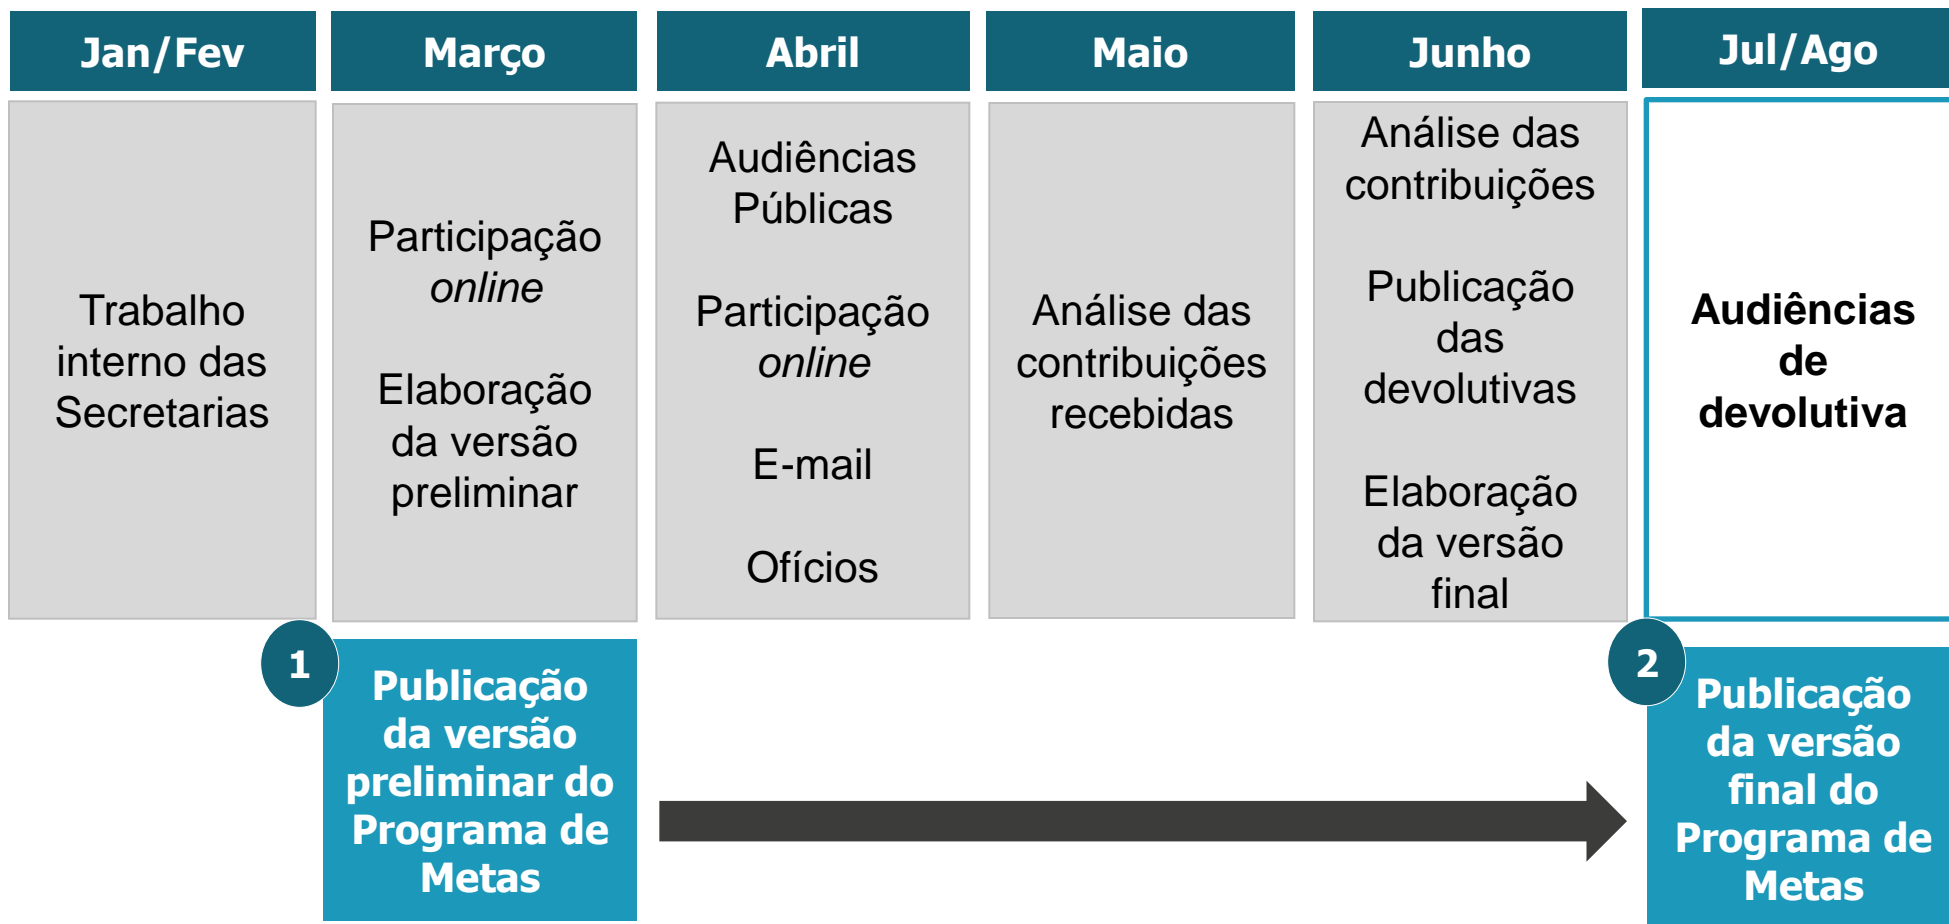 Jan/Fev
Março
Abril
Maio
Junho
Jul/Ago
Trabalho
interno das
Secretarias
Participação
online
Elaboração
da versão
preliminar
Audiências
Públicas
Participação
online
E-mail
Ofícios
Análise das
contribuições
recebidas
Análise das
contribuições
Publicação
das
devolutivas
Elaboração
da versão
final
Audiências
de
devolutiva
1
Publicação
da versão
preliminar do
Programa de
Metas
2
Publicação
da versão
final do
Programa de
Metas